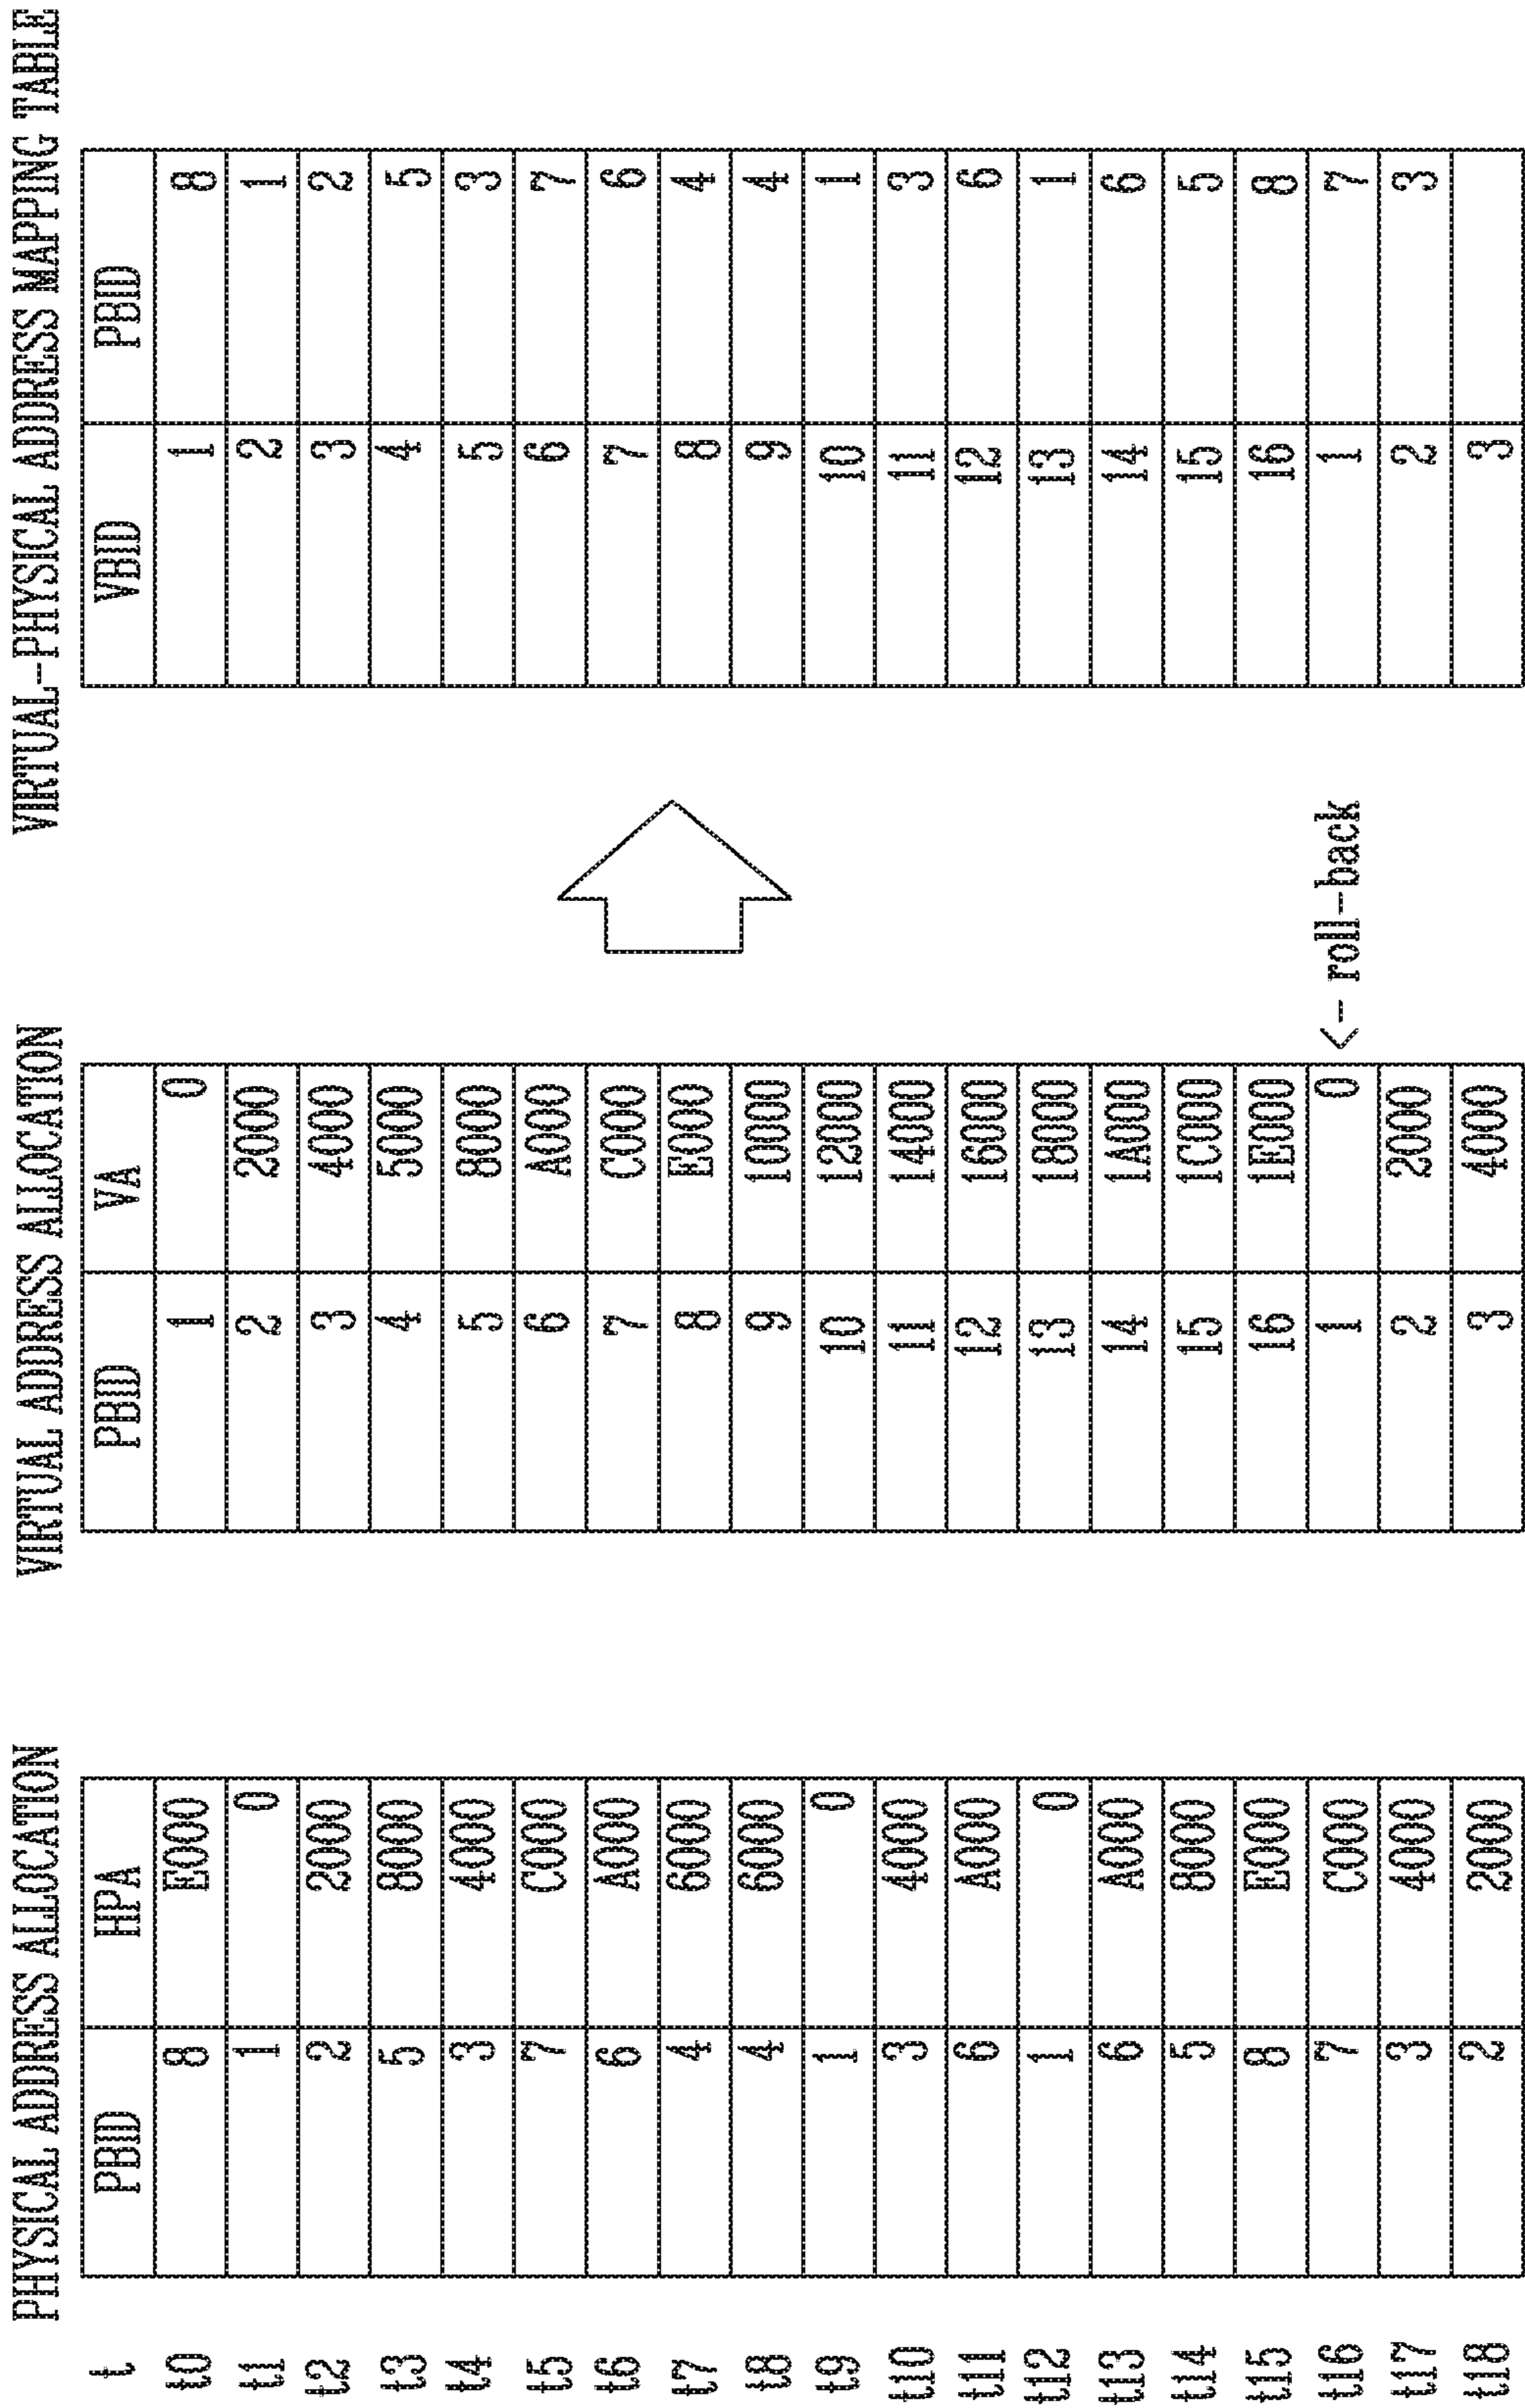 PHYSICAL ADDRESS ALLOCATION VIRTUAL ADDRESS ALLOCATION VIRTUAL-PHYSICAL ADDRESS MAPPING TABLE
t PBID HPA PBID VA VBID PBID
t0 8 E000 1 0 1 8
t1 1 0 2 2000 2 1
t2 2 2000 3 4000 3 2
t3 5 8000 4 5000 4 5
t4 3 4000 5 8000 5 3
t5 7 C000 6 A000 6 7
t6 6 A000 7 C000 7 6
t7 4 6000 8 E000 8 4
t8 4 6000 9 10000 9 4
t9 1 0 10 12000 10 1
t10 3 4000 11 14000 11 3
t11 6 A000 12 16000 12 6
t12 1 0 13 18000 13 1
t13 6 A000 14 1A000 14 6
t14 5 8000 15 1C000 15 5
t15 8 E000 16 1E000 16 8
t16 7 C000 1 0 <-- roll-back 1 7
t17 3 4000 2 2000 2 3
t18 2 2000 3 4000 3